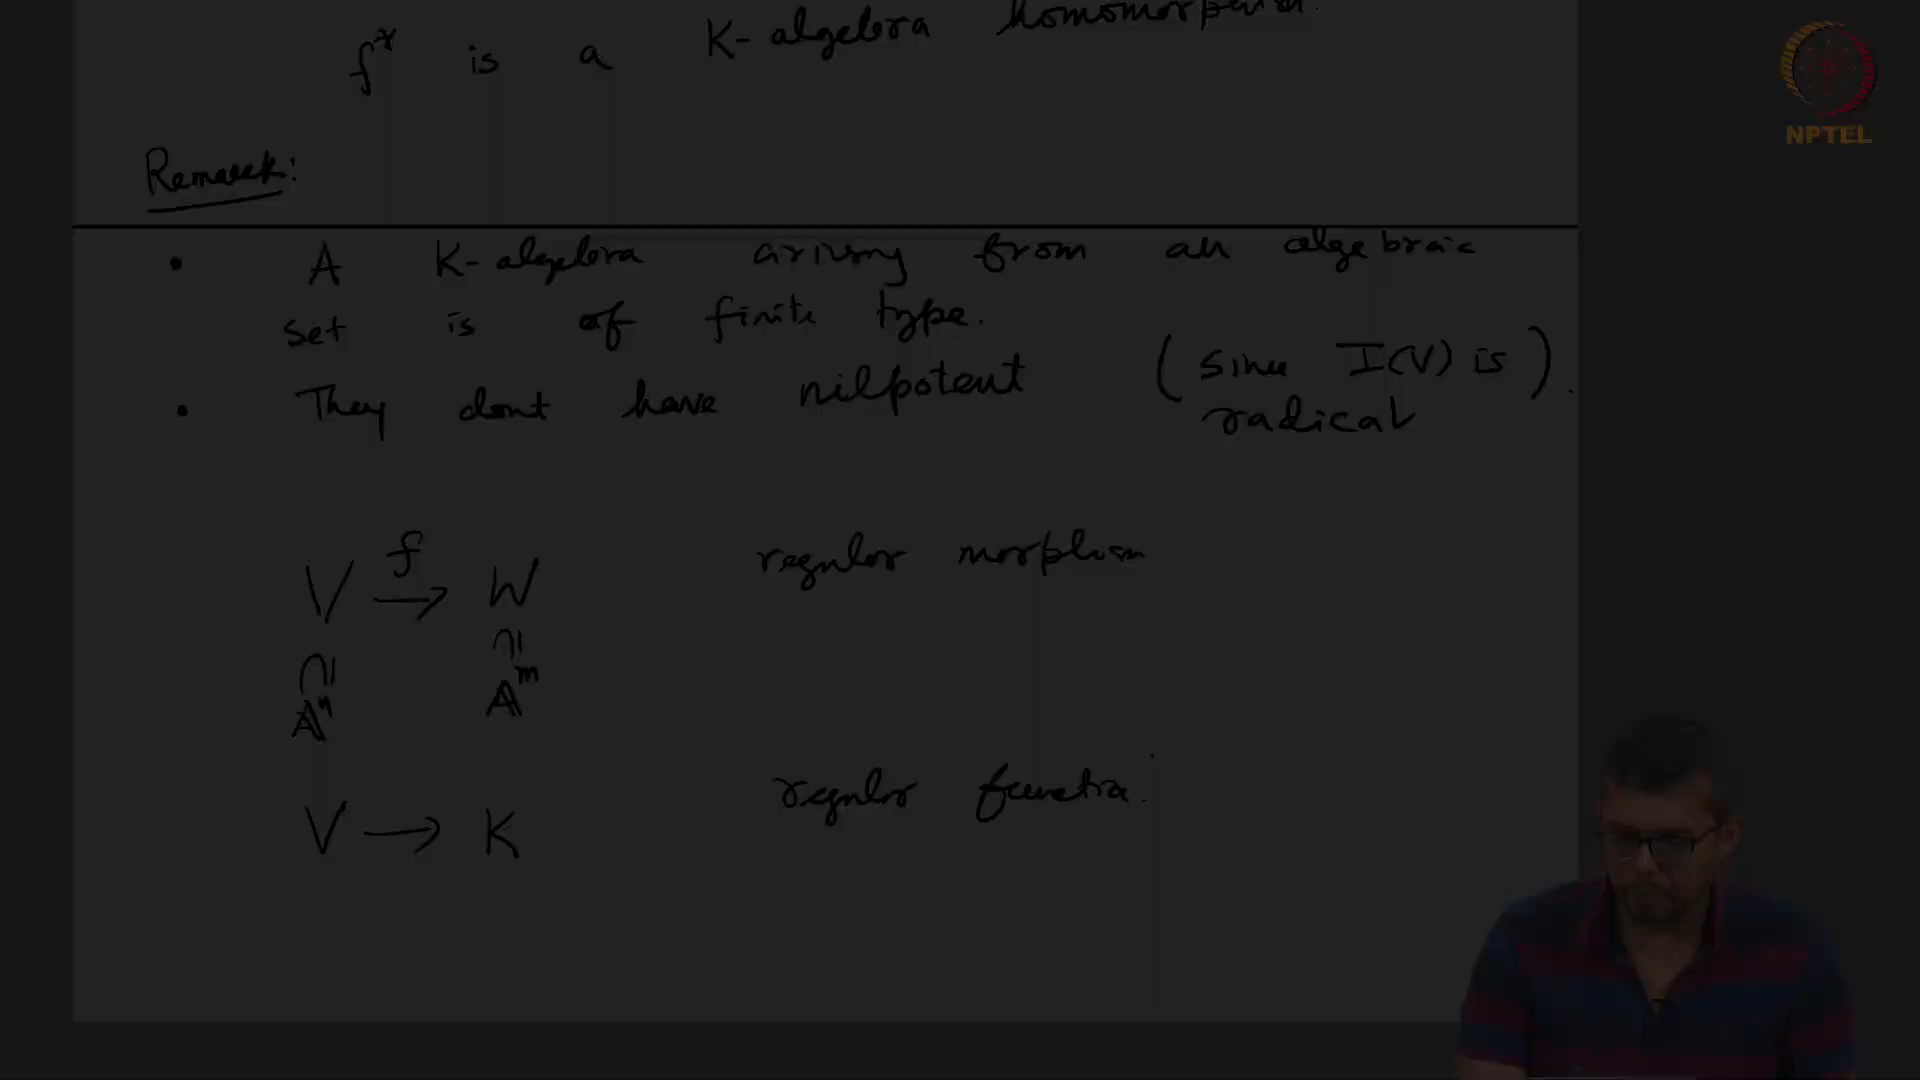 f* is a K-algebra homomorphism.
NPTEL
Remark:
• A K-algebra arising from an algebraic
set is of finite type.
• They dont have nilpotent (since I(V) is
radical).
V →f W regular morphism
⊆ ⊆
Aⁿ Aᵐ
V → K regular function.